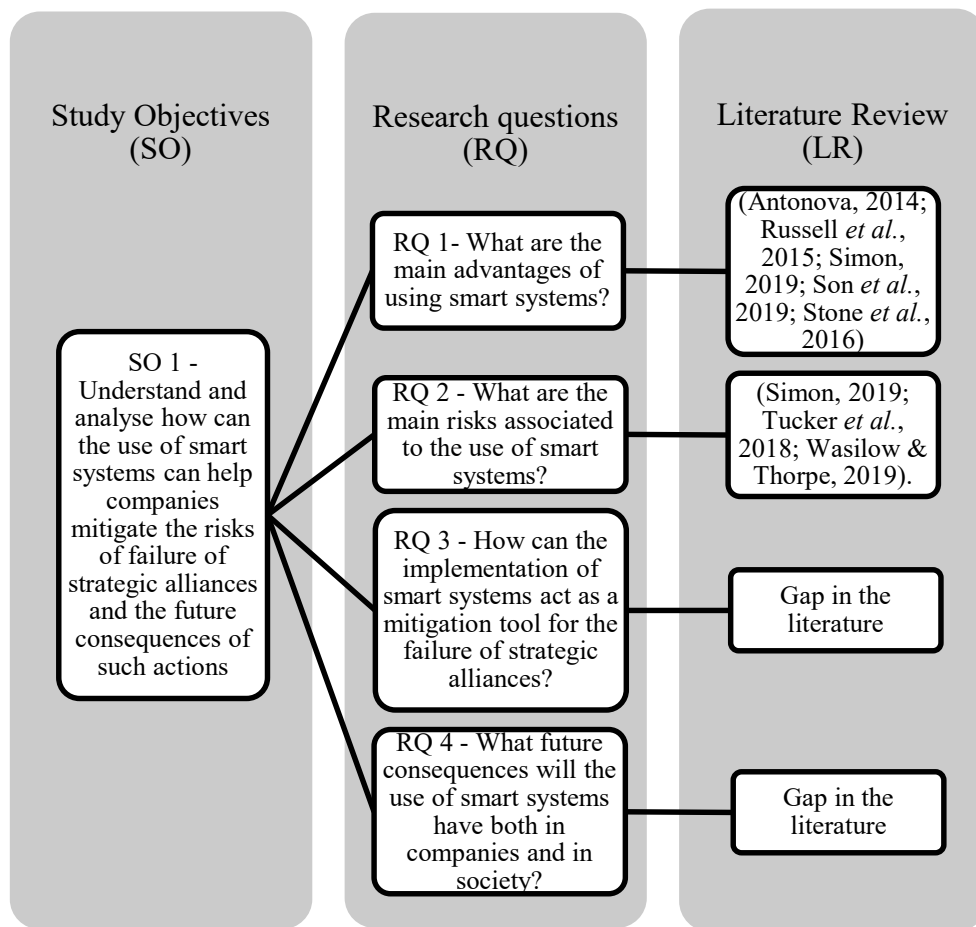 Study Objectives
(SO)
SO 1 -
Understand and
analyse how can
the use of smart
systems can help
companies
mitigate the risks
of failure of
strategic alliances
and the future
consequences of
such actions
Research questions
(RQ)
RQ 1- What are the
main advantages of
using smart systems?
RQ 2 - What are the
main risks associated
to the use of smart
systems?
RQ 3 - How can the
implementation of
smart systems act as a
mitigation tool for the
failure of strategic
alliances?
RQ 4 - What future
consequences will the
use of smart systems
have both in
companies and in
society?
Literature Review
(LR)
(Antonova, 2014;
Russell et al.,
2015; Simon,
2019; Son et al.,
2019; Stone et al.,
2016)
(Simon, 2019;
Tucker et al.,
2018; Wasilow &
Thorpe, 2019).
Gap in the
literature
Gap in the
literature